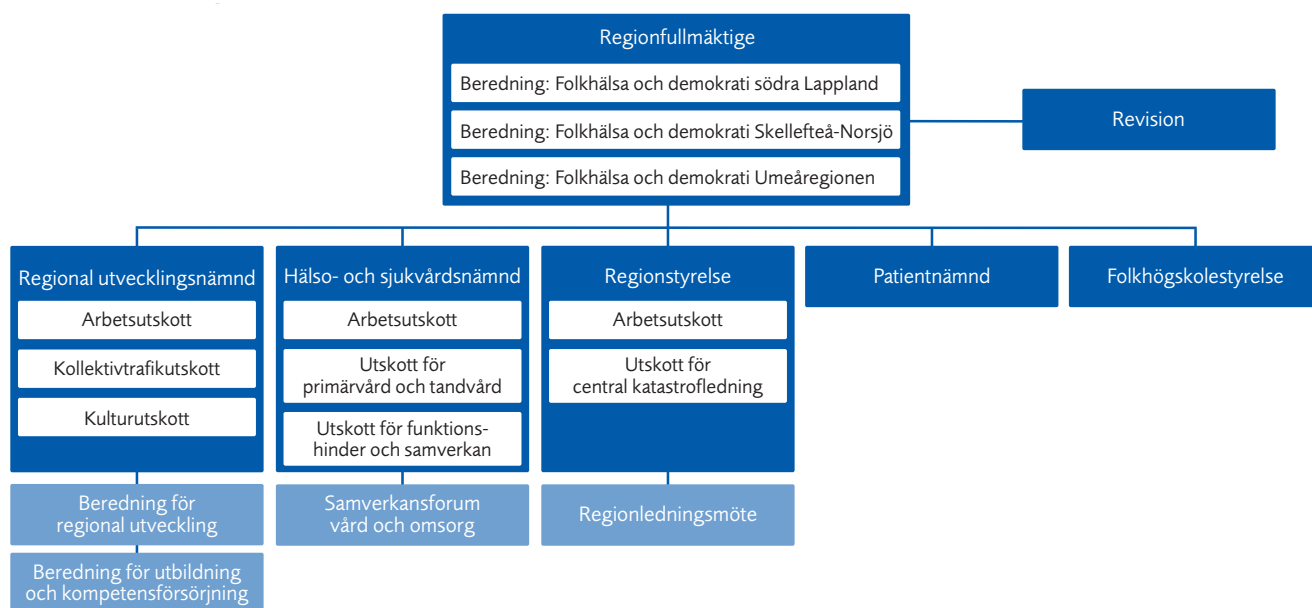 Regionfullmäktige
Beredning: Folkhälsa och demokrati södra Lappland
Beredning: Folkhälsa och demokrati Skellefteå-Norsjö
Beredning: Folkhälsa och demokrati Umeåregionen
Revision
Regional utvecklingsnämnd
Arbetsutskott
Kollektivtrafikutskott
Kulturutskott
Beredning för
regional utveckling
Beredning för utbildning
och kompetensförsörjning
Hälso- och sjukvårdsnämnd
Arbetsutskott
Utskott för
primärvård och tandvård
Utskott för funktions-
hinder och samverkan
Samverkansforum
vård och omsorg
Regionstyrelse
Arbetsutskott
Utskott för
central katastrofledning
Regionledningsmöte
Patientnämnd
Folkhögskolestyrelse